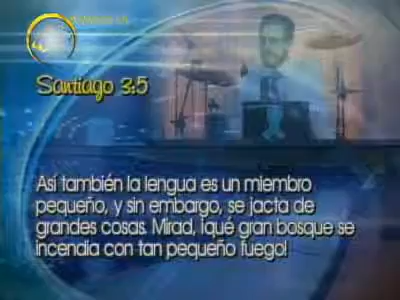 Santiago 3:5
Así también la lengua es un miembro
pequeño, y sin embargo, se jacta de
grandes cosas. Mirad, ¡qué gran bosque se
incendia con tan pequeño fuego!